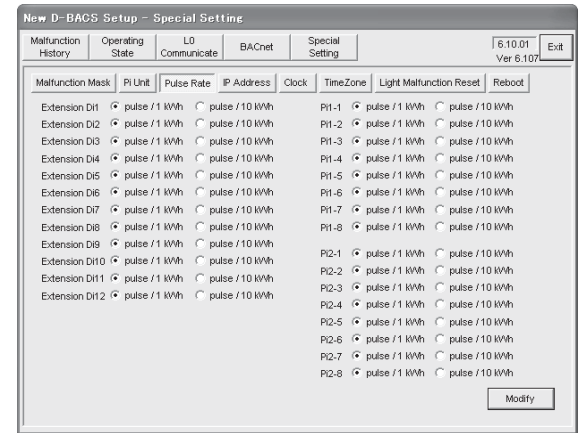 New D-BACS Setup - Special Setting
Malfunction History Operating State L0 Communicate BACnet Special Setting 6.10.01 Ver 6.107 Exit
Malfunction Mask Pi Unit Pulse Rate IP Address Clock TimeZone Light Malfunction Reset Reboot
Extension Di1 pulse / 1 kWh pulse / 10 kWh
Extension Di2 pulse / 1 kWh pulse / 10 kWh
Extension Di3 pulse / 1 kWh pulse / 10 kWh
Extension Di4 pulse / 1 kWh pulse / 10 kWh
Extension Di5 pulse / 1 kWh pulse / 10 kWh
Extension Di6 pulse / 1 kWh pulse / 10 kWh
Extension Di7 pulse / 1 kWh pulse / 10 kWh
Extension Di8 pulse / 1 kWh pulse / 10 kWh
Extension Di9 pulse / 1 kWh pulse / 10 kWh
Extension Di10 pulse / 1 kWh pulse / 10 kWh
Extension Di11 pulse / 1 kWh pulse / 10 kWh
Extension Di12 pulse / 1 kWh pulse / 10 kWh
Pi1-1 pulse / 1 kWh pulse / 10 kWh
Pi1-2 pulse / 1 kWh pulse / 10 kWh
Pi1-3 pulse / 1 kWh pulse / 10 kWh
Pi1-4 pulse / 1 kWh pulse / 10 kWh
Pi1-5 pulse / 1 kWh pulse / 10 kWh
Pi1-6 pulse / 1 kWh pulse / 10 kWh
Pi1-7 pulse / 1 kWh pulse / 10 kWh
Pi1-8 pulse / 1 kWh pulse / 10 kWh
Pi2-1 pulse / 1 kWh pulse / 10 kWh
Pi2-2 pulse / 1 kWh pulse / 10 kWh
Pi2-3 pulse / 1 kWh pulse / 10 kWh
Pi2-4 pulse / 1 kWh pulse / 10 kWh
Pi2-5 pulse / 1 kWh pulse / 10 kWh
Pi2-6 pulse / 1 kWh pulse / 10 kWh
Pi2-7 pulse / 1 kWh pulse / 10 kWh
Pi2-8 pulse / 1 kWh pulse / 10 kWh
Modify